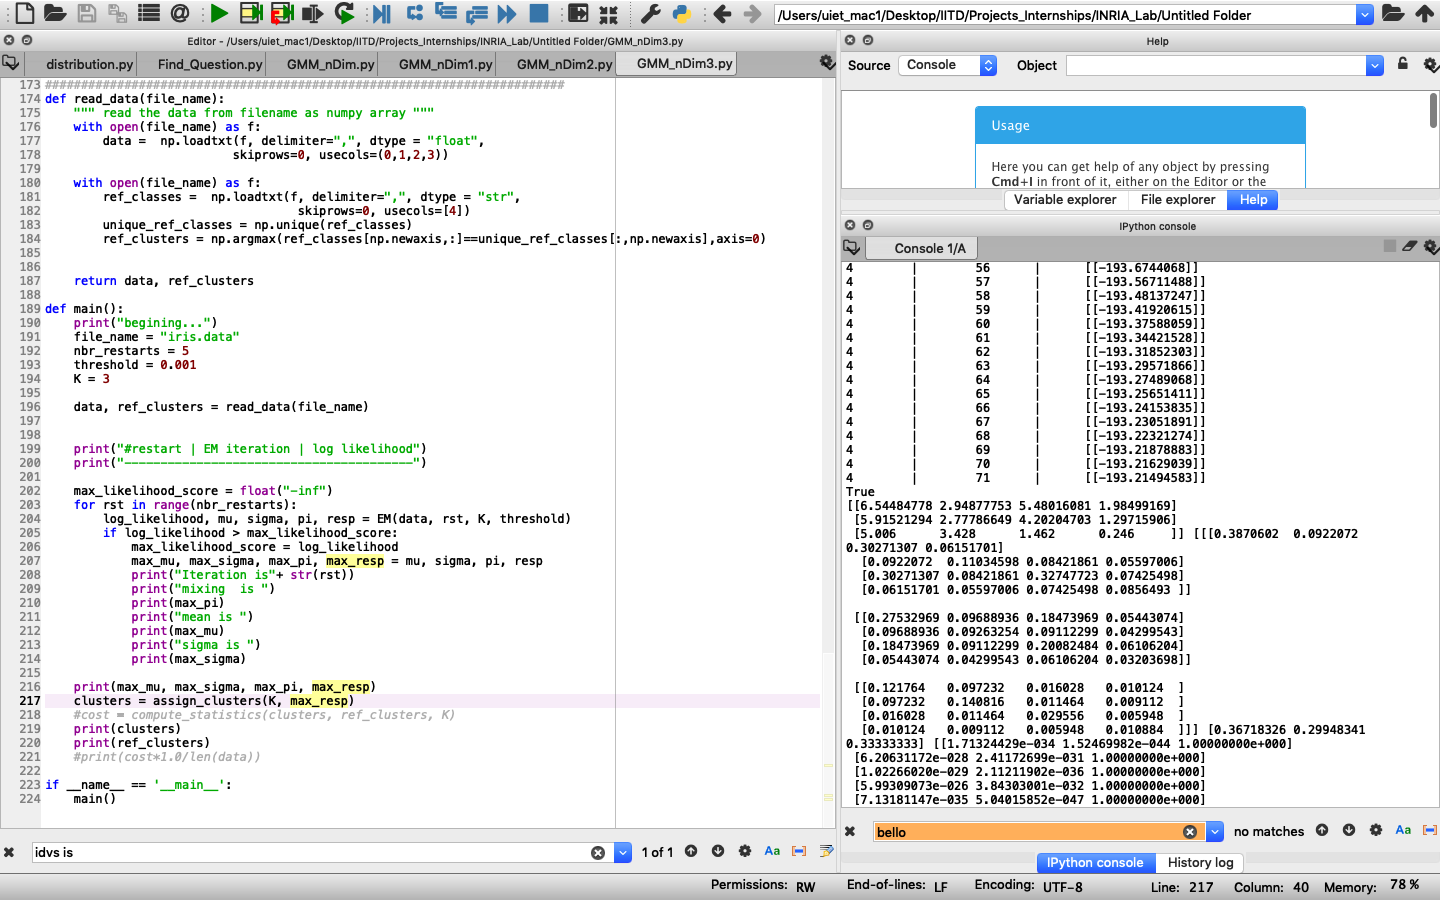 /Users/uiet_mac1/Desktop/IITD/Projects_Internships/INRIA_Lab/Untitled Folder
Editor - /Users/uiet_mac1/Desktop/IITD/Projects_Internships/INRIA_Lab/Untitled Folder/GMM_nDim3.py
distribution.py Find_Question.py GMM_nDim.py GMM_nDim1.py GMM_nDim2.py GMM_nDim3.py
173 ########################################################################
174 def read_data(file_name):
175     """ read the data from filename as numpy array """
176     with open(file_name) as f:
177         data =  np.loadtxt(f, delimiter=",", dtype = "float",
178                           skiprows=0, usecols=(0,1,2,3))
179
180     with open(file_name) as f:
181         ref_classes =  np.loadtxt(f, delimiter=",", dtype = "str",
182                                    skiprows=0, usecols=[4])
183         unique_ref_classes = np.unique(ref_classes)
184         ref_clusters = np.argmax(ref_classes[np.newaxis,:]==unique_ref_classes[:,np.newaxis],axis=0)
185
186
187     return data, ref_clusters
188
189 def main():
190     print("begining...")
191     file_name = "iris.data"
192     nbr_restarts = 5
193     threshold = 0.001
194     K = 3
195
196     data, ref_clusters = read_data(file_name)
197
198
199     print("#restart | EM iteration | log likelihood")
200     print("----------------------------------------")
201
202     max_likelihood_score = float("-inf")
203     for rst in range(nbr_restarts):
204         log_likelihood, mu, sigma, pi, resp = EM(data, rst, K, threshold)
205         if log_likelihood > max_likelihood_score:
206             max_likelihood_score = log_likelihood
207             max_mu, max_sigma, max_pi, max_resp = mu, sigma, pi, resp
208             print("Iteration is"+ str(rst))
209             print("mixing  is ")
210             print(max_pi)
211             print("mean is ")
212             print(max_mu)
213             print("sigma is ")
214             print(max_sigma)
215
216     print(max_mu, max_sigma, max_pi, max_resp)
217     clusters = assign_clusters(K, max_resp)
218     #cost = compute_statistics(clusters, ref_clusters, K)
219     print(clusters)
220     print(ref_clusters)
221     #print(cost*1.0/len(data))
222
223 if __name__ == '__main__':
224     main()
idvs is 1 of 1 Aa
Help
Source Console Object
Usage
Here you can get help of any object by pressing
Cmd+I in front of it, either on the Editor or the
Variable explorer File explorer Help
IPython console
Console 1/A
4 | 56 | [[-193.6744068]]
4 | 57 | [[-193.56711488]]
4 | 58 | [[-193.48137247]]
4 | 59 | [[-193.41920615]]
4 | 60 | [[-193.37588059]]
4 | 61 | [[-193.34421528]]
4 | 62 | [[-193.31852303]]
4 | 63 | [[-193.29571866]]
4 | 64 | [[-193.27489068]]
4 | 65 | [[-193.25651411]]
4 | 66 | [[-193.24153835]]
4 | 67 | [[-193.23051891]]
4 | 68 | [[-193.22321274]]
4 | 69 | [[-193.21878883]]
4 | 70 | [[-193.21629039]]
4 | 71 | [[-193.21494583]]
True
[[6.54484778 2.94877753 5.48016081 1.98499169]
 [5.91521294 2.77786649 4.20204703 1.29715906]
 [5.006      3.428      1.462      0.246     ]] [[[0.3870602  0.0922072
0.30271307 0.06151701]
  [0.0922072  0.11034598 0.08421861 0.05597006]
  [0.30271307 0.08421861 0.32747723 0.07425498]
  [0.06151701 0.05597006 0.07425498 0.0856493 ]]
 [[0.27532969 0.09688936 0.18473969 0.05443074]
  [0.09688936 0.09263254 0.09112299 0.04299543]
  [0.18473969 0.09112299 0.20082484 0.06106204]
  [0.05443074 0.04299543 0.06106204 0.03203698]]
 [[0.121764   0.097232   0.016028   0.010124  ]
  [0.097232   0.140816   0.011464   0.009112  ]
  [0.016028   0.011464   0.029556   0.005948  ]
  [0.010124   0.009112   0.005948   0.010884  ]]] [0.36718326 0.29948341
0.33333333] [[1.71324429e-034 1.52469982e-044 1.00000000e+000]
 [6.20631172e-028 2.41172699e-031 1.00000000e+000]
 [1.02266020e-029 2.11211902e-036 1.00000000e+000]
 [5.99309073e-026 3.84303001e-032 1.00000000e+000]
 [7.13181147e-035 5.04015852e-047 1.00000000e+000]
bello no matches Aa
IPython console History log
Permissions: RW End-of-lines: LF Encoding: UTF-8 Line: 217 Column: 40 Memory: 78 %